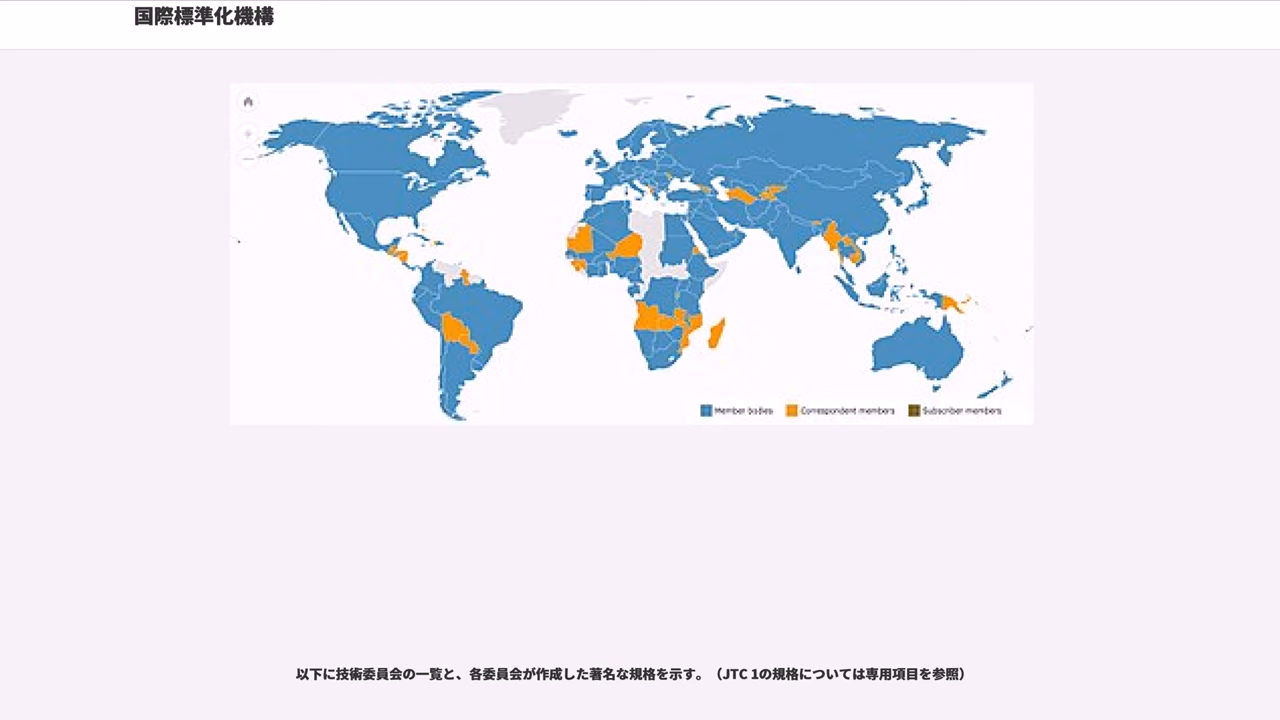 国際標準化機構
Member bodies
Correspondent members
Subscriber members
以下に技術委員会の一覧と、各委員会が作成した著名な規格を示す。（JTC 1の規格については専用項目を参照）